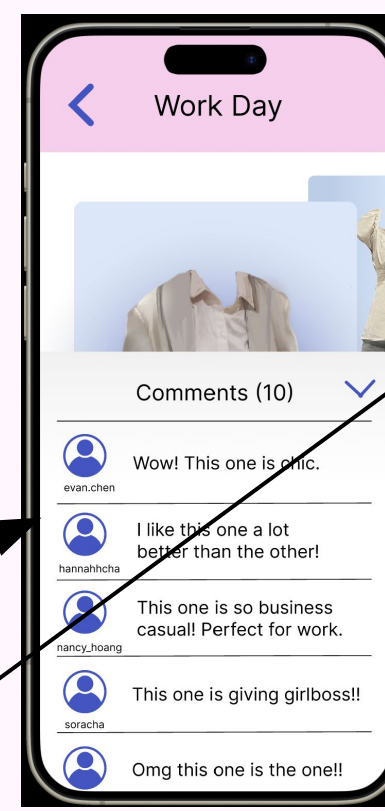 Work Day
Comments (10)
Wow! This one is chic.
evan.chen
I like this one a lot
better than the other!
hannahhcha
This one is so business
casual! Perfect for work.
nancy_hoang
This one is giving girlboss!!
soracha
Omg this one is the one!!